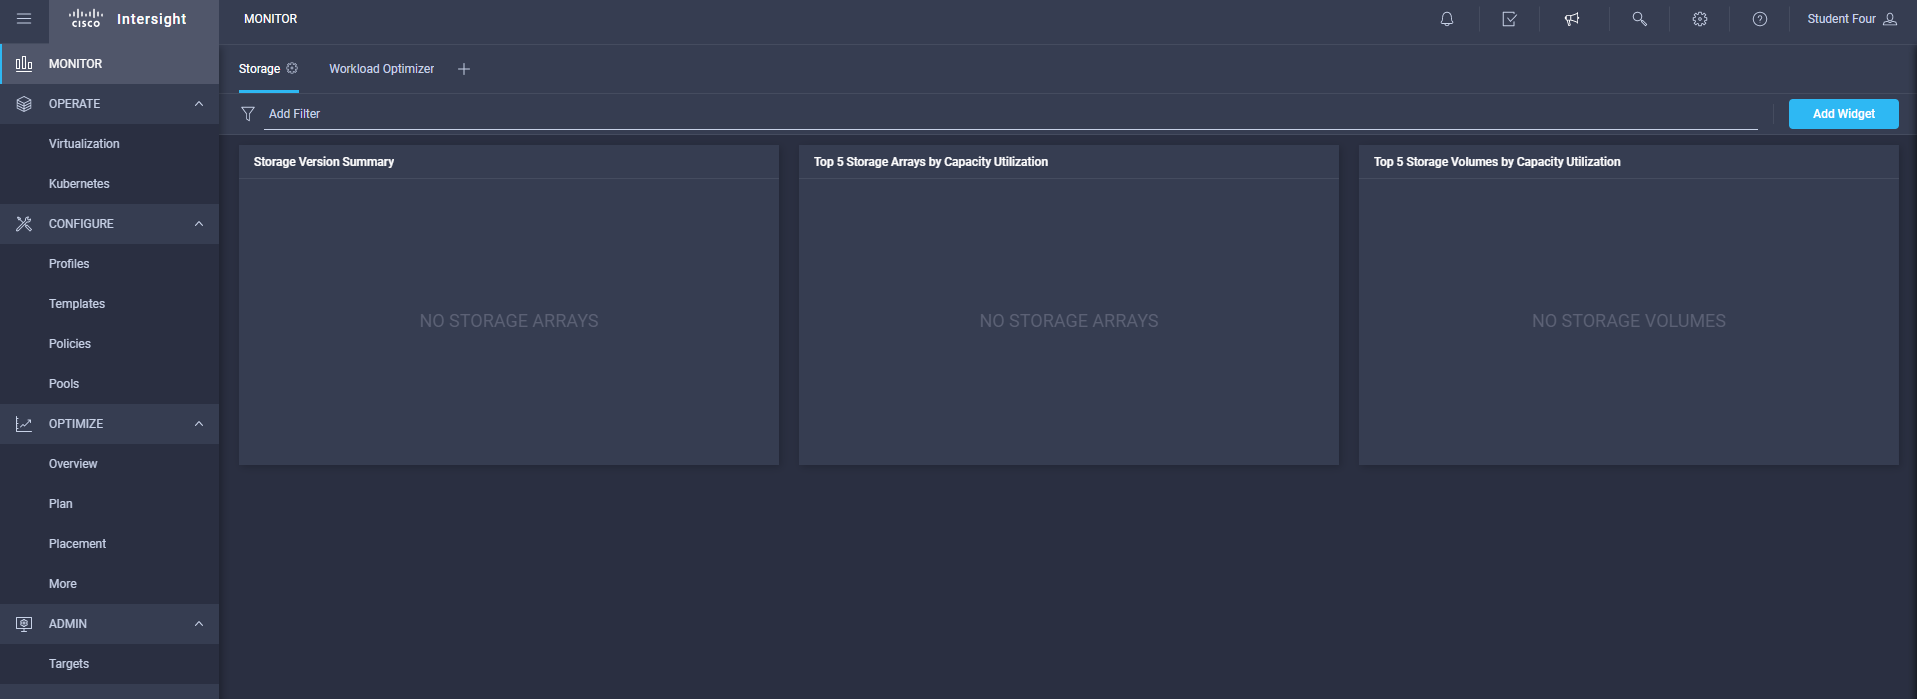 CISCO Intersight
MONITOR
Student Four
MONITOR
OPERATE
Virtualization
Kubernetes
CONFIGURE
Profiles
Templates
Policies
Pools
OPTIMIZE
Overview
Plan
Placement
More
ADMIN
Targets
Storage
Workload Optimizer
Add Filter
Add Widget
Storage Version Summary
NO STORAGE ARRAYS
Top 5 Storage Arrays by Capacity Utilization
NO STORAGE ARRAYS
Top 5 Storage Volumes by Capacity Utilization
NO STORAGE VOLUMES